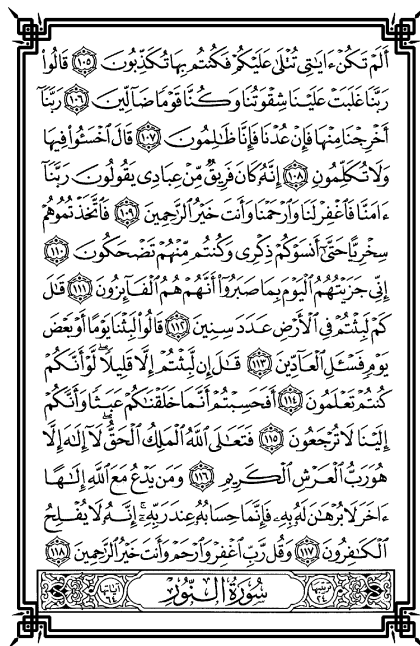 أَلَمْ تَكُنْ ءَايَٰتِى تُتْلَىٰ عَلَيْكُمْ فَكُنتُم بِهَا تُكَذِّبُونَ ١٠٥ قَالُوا۟
رَبَّنَا غَلَبَتْ عَلَيْنَا شِقْوَتُنَا وَكُنَّا قَوْمًا ضَآلِّينَ ١٠٦ رَبَّنَآ
أَخْرِجْنَا مِنْهَا فَإِنْ عُدْنَا فَإِنَّا ظَٰلِمُونَ ١٠٧ قَالَ ٱخْسَـُٔوا۟ فِيهَا
وَلَا تُكَلِّمُونِ ١٠٨ إِنَّهُۥ كَانَ فَرِيقٌ مِّنْ عِبَادِى يَقُولُونَ رَبَّنَآ
ءَامَنَّا فَٱغْفِرْ لَنَا وَٱرْحَمْنَا وَأَنتَ خَيْرُ ٱلرَّٰحِمِينَ ١٠٩ فَٱتَّخَذْتُمُوهُمْ
سِخْرِيًّا حَتَّىٰٓ أَنسَوْكُمْ ذِكْرِى وَكُنتُم مِّنْهُمْ تَضْحَكُونَ ١١٠
إِنِّى جَزَيْتُهُمُ ٱلْيَوْمَ بِمَا صَبَرُوٓا۟ أَنَّهُمْ هُمُ ٱلْفَآئِزُونَ ١١١ قَٰلَ
كَمْ لَبِثْتُمْ فِى ٱلْأَرْضِ عَدَدَ سِنِينَ ١١٢ قَالُوا۟ لَبِثْنَا يَوْمًا أَوْ بَعْضَ
يَوْمٍ فَسْـَٔلِ ٱلْعَآدِّينَ ١١٣ قَٰلَ إِن لَّبِثْتُمْ إِلَّا قَلِيلًا ۖ لَّوْ أَنَّكُمْ
كُنتُمْ تَعْلَمُونَ ١١٤ أَفَحَسِبْتُمْ أَنَّمَا خَلَقْنَٰكُمْ عَبَثًا وَأَنَّكُمْ
إِلَيْنَا لَا تُرْجَعُونَ ١١٥ فَتَعَٰلَى ٱللَّهُ ٱلْمَلِكُ ٱلْحَقُّ ۖ لَآ إِلَٰهَ إِلَّا
هُوَ رَبُّ ٱلْعَرْشِ ٱلْكَرِيمِ ١١٦ وَمَن يَدْعُ مَعَ ٱللَّهِ إِلَٰهًا
ءَاخَرَ لَا بُرْهَٰنَ لَهُۥ بِهِۦ فَإِنَّمَا حِسَابُهُۥ عِندَ رَبِّهِۦٓ ۚ إِنَّهُۥ لَا يُفْلِحُ
ٱلْكَٰفِرُونَ ١١٧ وَقُل رَّبِّ ٱغْفِرْ وَٱرْحَمْ وَأَنتَ خَيْرُ ٱلرَّٰحِمِينَ ١١٨
ترتيبها ٢٤ سُورَةُ النُّورِ آياتها ٦٤